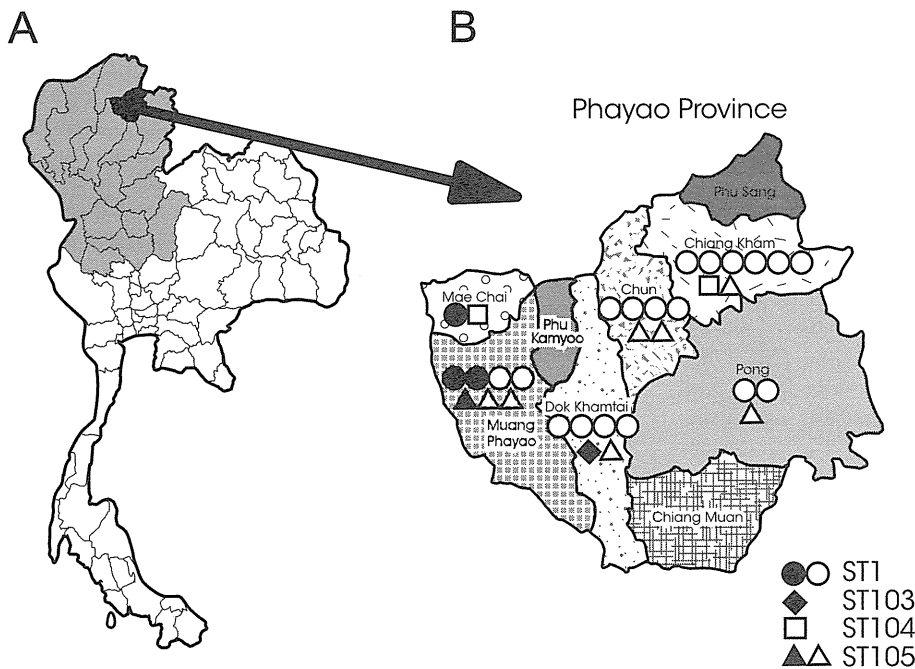 A
B
Phayao Province
Phu Sang
Chiang Kham
Mae Chai
Chun
Phu
Kamyoo
Pong
Dok Khamtai
Muang
Phayao
Chiang Muan
ST1
ST103
ST104
ST105